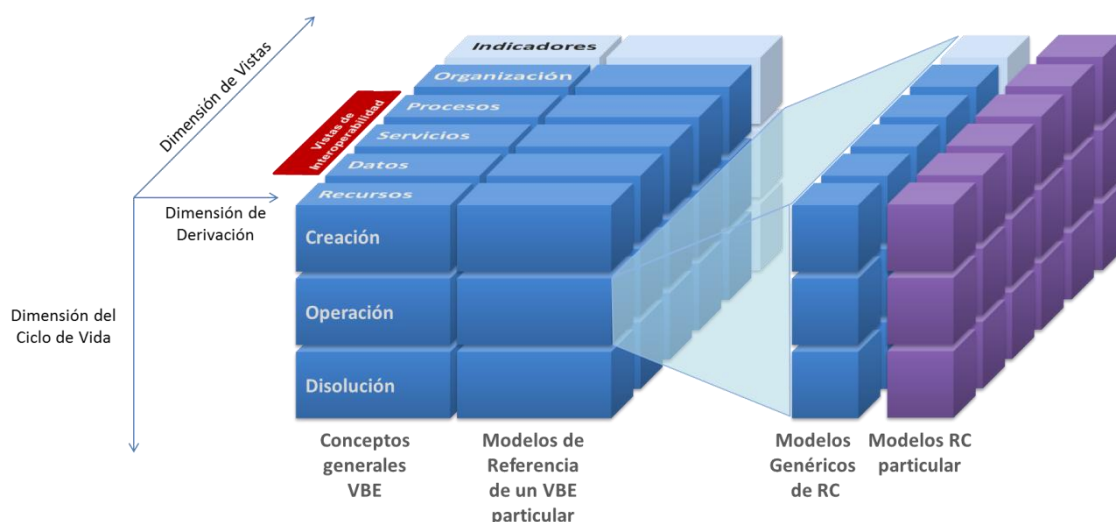 Dimensión de Vistas
Indicadores
Organización
Procesos
Servicios
Datos
Recursos
Vistas de
Interoperabilidad
Dimensión de
Derivación
Creación
Operación
Disolución
Dimensión del
Ciclo de Vida
Conceptos
generales
VBE
Modelos de
Referencia
de un VBE
particular
Modelos
Genéricos
de RC
Modelos RC
particular